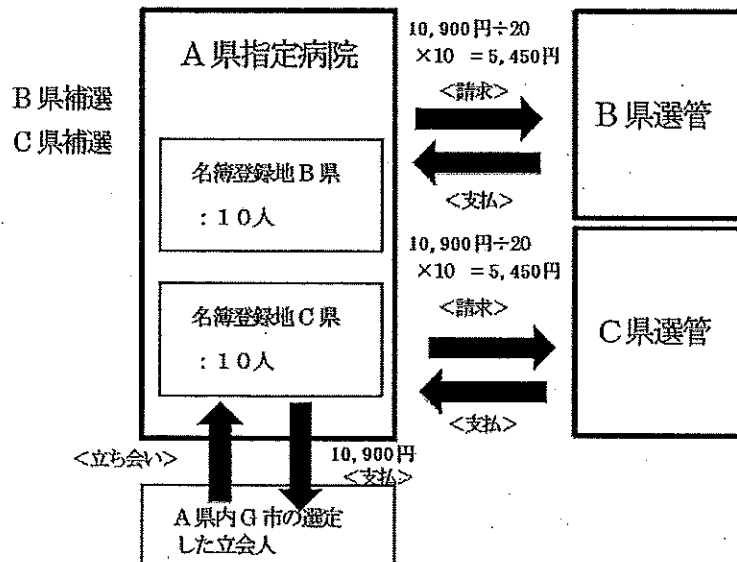 B県補選
C県補選
A県指定病院
名簿登録地B県
:10人
名簿登録地C県
:10人
10,900円÷20
×10 =5,450円
<請求>
<支払>
B県選管
10,900円÷20
×10 =5,450円
<請求>
<支払>
C県選管
<立ち会い>
10,900円
<支払>
A県内G市の選定
した立会人